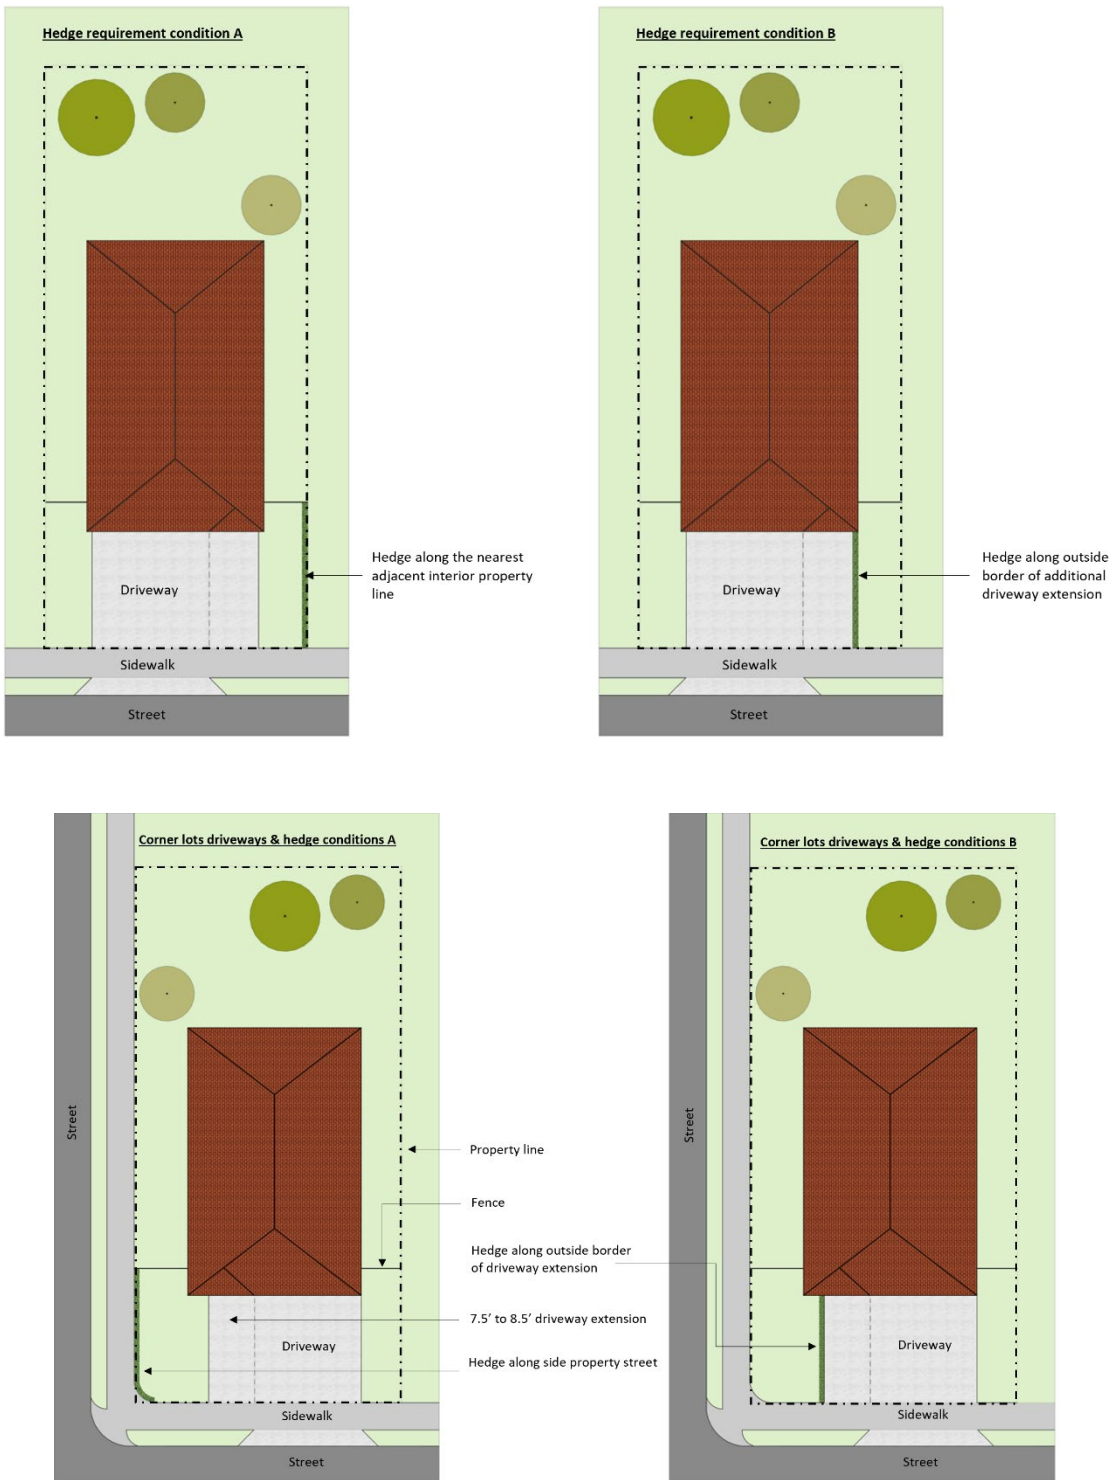 Hedge requirement condition A
Hedge along the nearest
adjacent interior property
line
Driveway
Sidewalk
Street
Hedge requirement condition B
Hedge along outside
border of additional
driveway extension
Driveway
Sidewalk
Street
Corner lots driveways & hedge conditions A
Street
Property line
Fence
Hedge along outside border
of driveway extension
7.5’ to 8.5’ driveway extension
Driveway
Hedge along side property street
Sidewalk
Street
Corner lots driveways & hedge conditions B
Street
Driveway
Sidewalk
Street